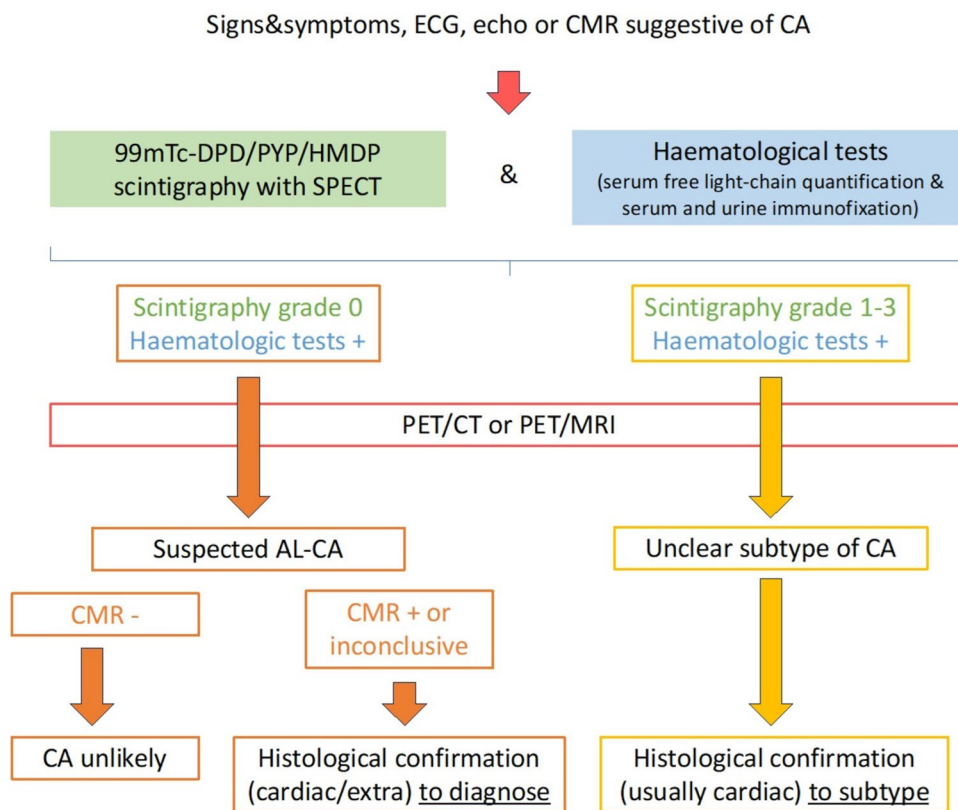 Signs&symptoms, ECG, echo or CMR suggestive of CA
99mTc-DPD/PYP/HMDP
scintigraphy with SPECT
&
Haematological tests
(serum free light-chain quantification &
serum and urine immunofixation)
Scintigraphy grade 0
Haematologic tests +
Scintigraphy grade 1-3
Haematologic tests +
PET/CT or PET/MRI
Suspected AL-CA
Unclear subtype of CA
CMR -
CMR + or
inconclusive
CA unlikely
Histological confirmation
(cardiac/extra) to diagnose
Histological confirmation
(usually cardiac) to subtype